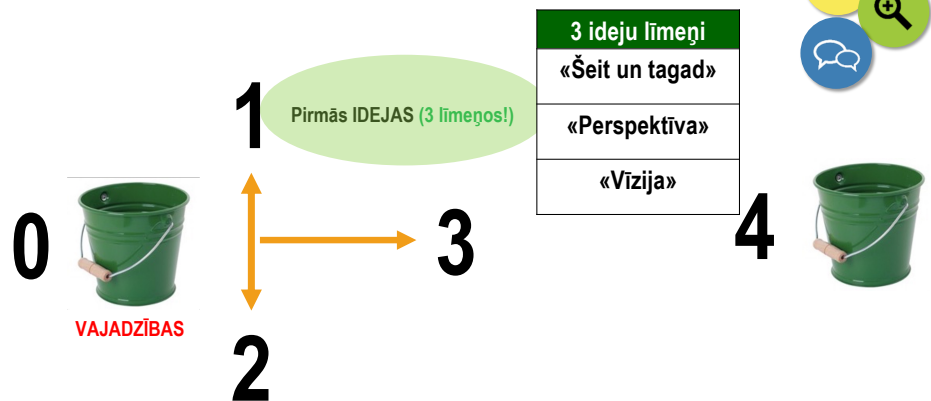 3 ideju līmeņi
«Šeit un tagad»
1
Pirmās IDEJAS (3 līmeņos!)
«Perspektīva»
«Vīzija»
0
3
4
VAJADZĪBAS
2